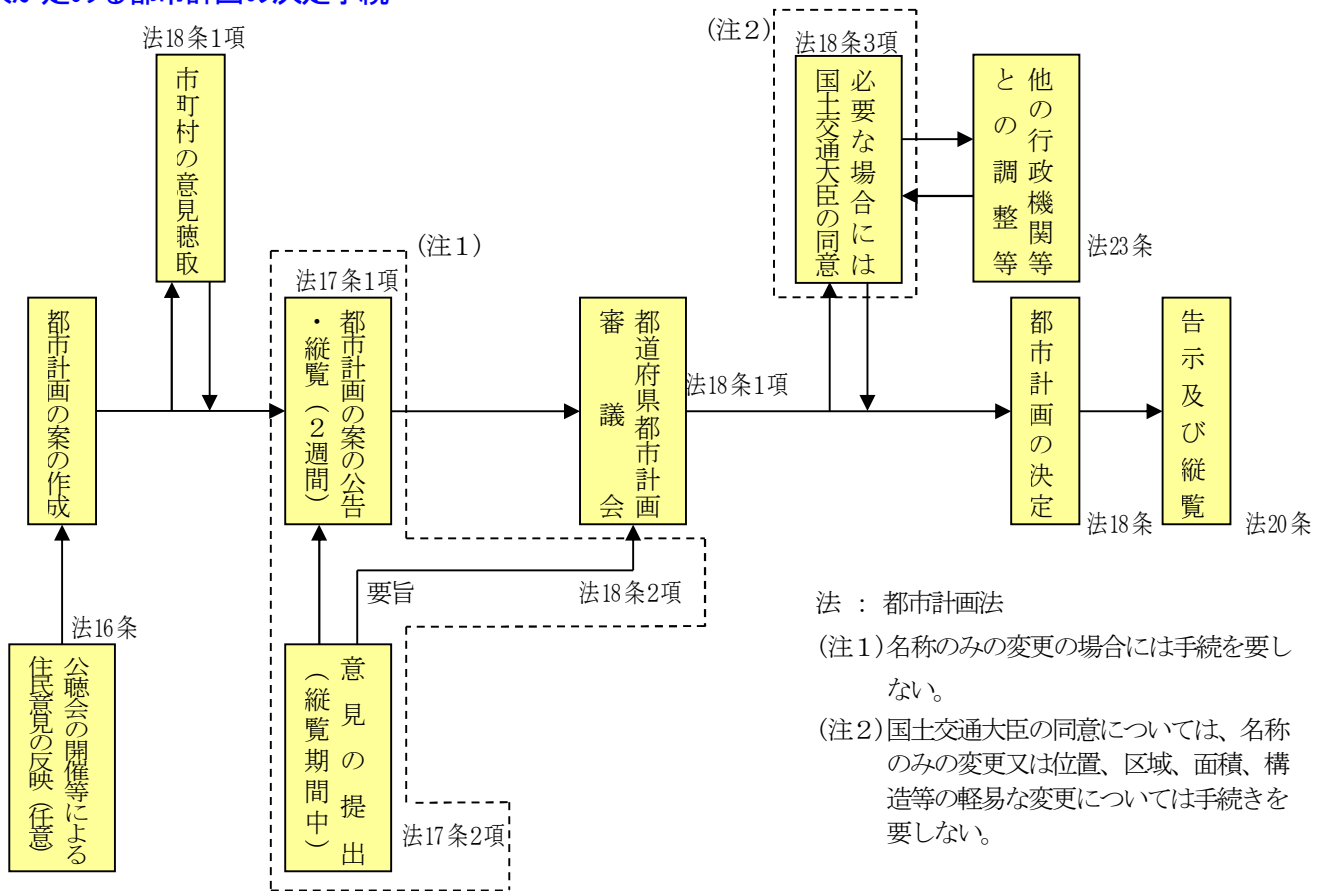 が定める都市計画の決定手続
法18条1項
市町村の意見聴取
(注2)
法18条3項
必要な場合には
国土交通大臣の同意
他の行政機関等
との調整等
法23条
(注1)
法17条1項
都市計画の案の作成
都市計画の案の公告
・縦覧(2週間)
都道府県都市計画
審議会
法18条1項
都市計画の決定
法18条
告示及び縦覧
法20条
要旨
法18条2項
法16条
公聴会の開催等による
住民意見の反映(任意)
意見の提出
(縦覧期間中)
法17条2項
法 : 都市計画法
(注1)名称のみの変更の場合には手続を要し
ない。
(注2)国土交通大臣の同意については、名称
のみの変更又は位置、区域、面積、構
造等の軽易な変更については手続きを
要しない。